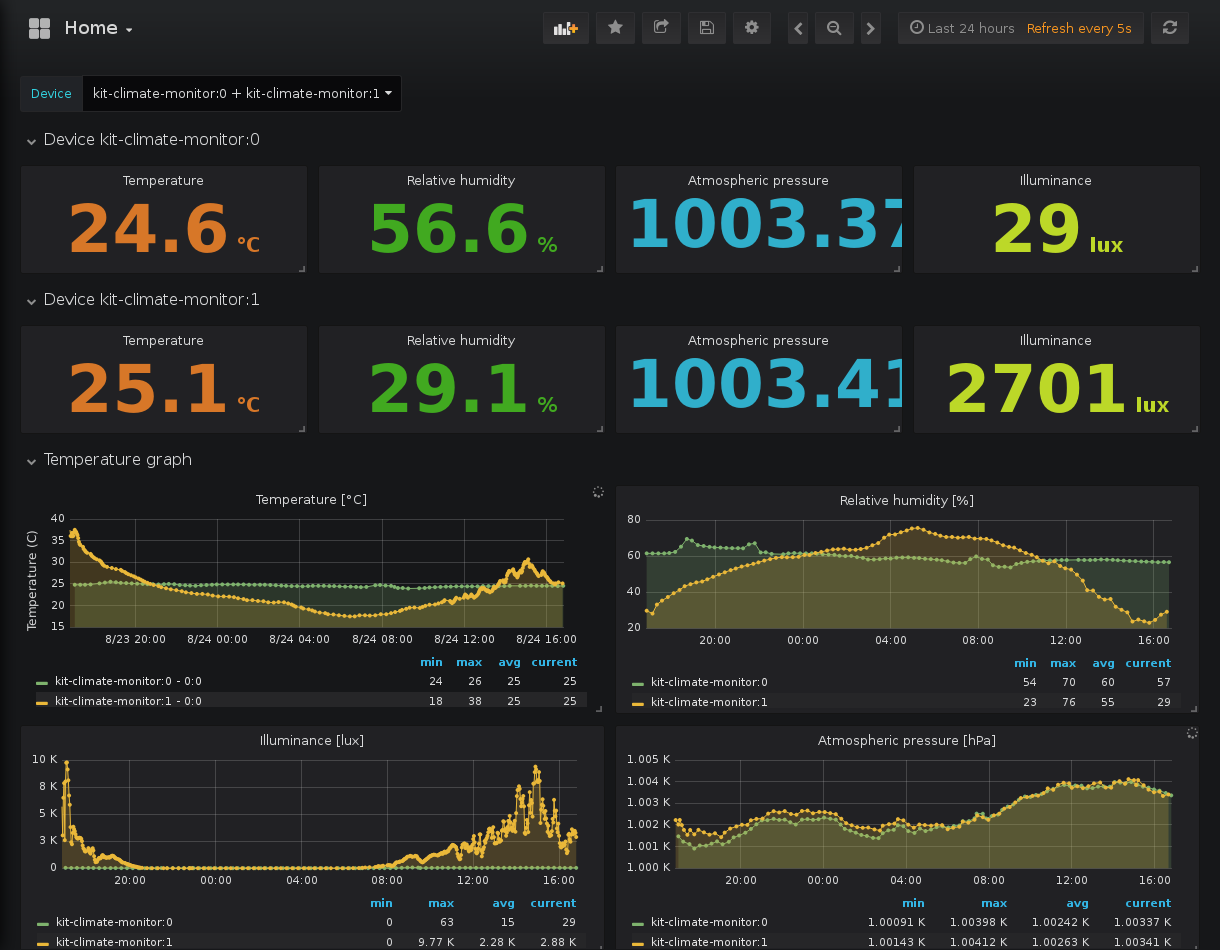 Home
Last 24 hours Refresh every 5s
Device kit-climate-monitor:0 + kit-climate-monitor:1
Device kit-climate-monitor:0
Temperature Relative humidity Atmospheric pressure Illuminance
24.6 °C 56.6 % 1003.37 29 lux
Device kit-climate-monitor:1
Temperature Relative humidity Atmospheric pressure Illuminance
25.1 °C 29.1 % 1003.41 2701 lux
Temperature graph
Temperature [°C]
Temperature (C)
40
35
30
25
20
15
8/23 20:00 8/24 00:00 8/24 04:00 8/24 08:00 8/24 12:00 8/24 16:00
min max avg current
kit-climate-monitor:0 - 0:0 24 26 25 25
kit-climate-monitor:1 - 0:0 18 38 25 25
Relative humidity [%]
80
60
40
20
20:00 00:00 04:00 08:00 12:00 16:00
min max avg current
kit-climate-monitor:0 54 70 60 57
kit-climate-monitor:1 23 76 55 29
Illuminance [lux]
10 K
8 K
5 K
3 K
0
20:00 00:00 04:00 08:00 12:00 16:00
min max avg current
kit-climate-monitor:0 0 63 15 29
kit-climate-monitor:1 0 9.77 K 2.28 K 2.88 K
Atmospheric pressure [hPa]
1.005 K
1.004 K
1.003 K
1.002 K
1.001 K
1.000 K
20:00 00:00 04:00 08:00 12:00 16:00
min max avg current
kit-climate-monitor:0 1.00091 K 1.00398 K 1.00242 K 1.00337 K
kit-climate-monitor:1 1.00143 K 1.00412 K 1.00263 K 1.00341 K